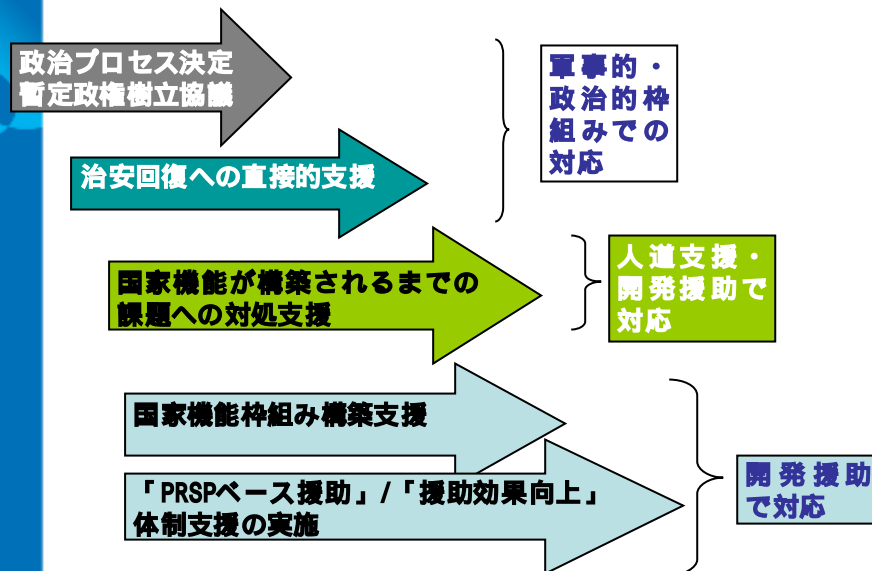 政治プロセス決定
暫定政権樹立協議
軍事的・
政治的枠
組みでの
対応
治安回復への直接的支援
国家機能が構築されるまでの
課題への対処支援
人道支援・
開発援助で
対応
国家機能枠組み構築支援
「PRSPベース援助」/「援助効果向上」
体制支援の実施
開発援助
で対応